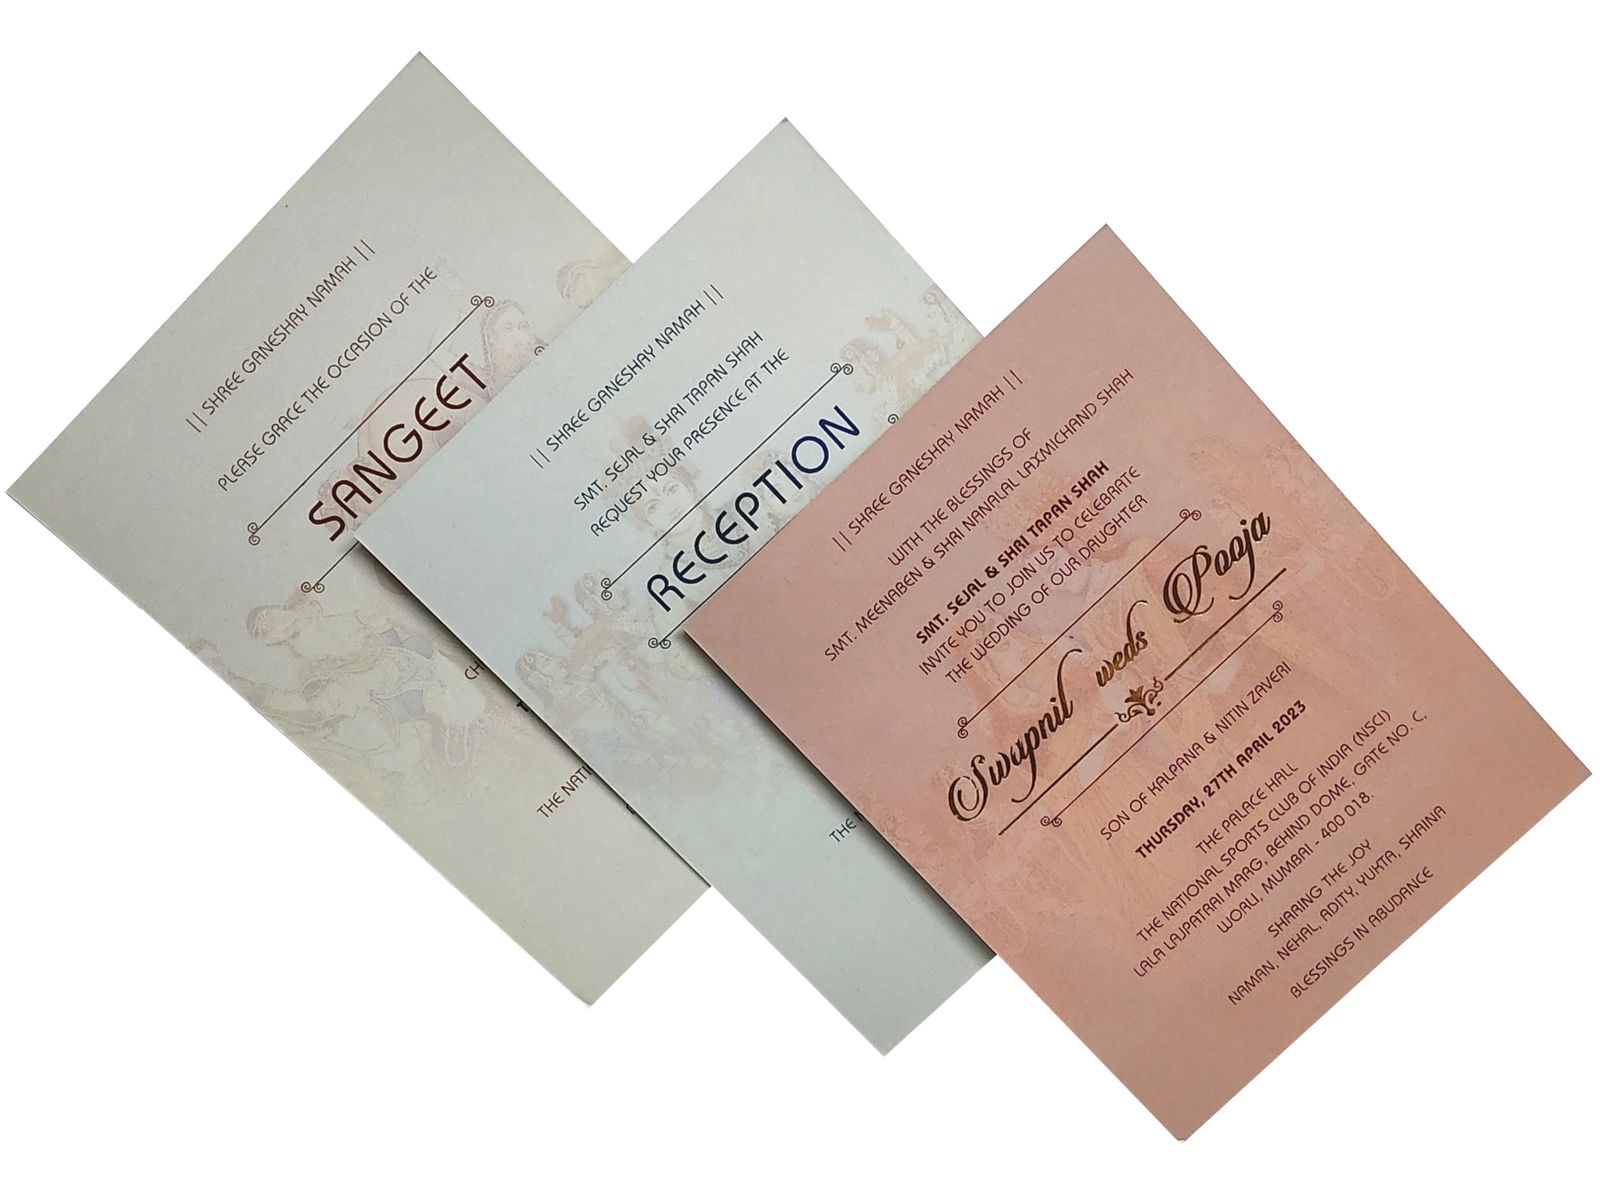 || SHREE GANESHAY NAMAH ||
PLEASE GRACE THE OCCASION OF THE
SANGEET
THE
|| SHREE GANESHAY NAMAH ||
SMT. SEJAL & SHRI TAPAN SHAH
REQUEST YOUR PRESENCE AT THE
RECEPTION
THE
|| SHREE GANESHAY NAMAH ||
WITH THE BLESSINGS OF
SMT. MEENABEN & SHRI NANALAL LAXMICHAND SHAH
SMT. SEJAL & SHRI TAPAN SHAH
INVITE YOU TO JOIN US TO CELEBRATE
THE WEDDING OF OUR DAUGHTER
Swapnil weds Pooja
SON OF KALPANA & NITIN ZAVERI
THURSDAY, 27TH APRIL 2023
THE PALACE HALL
THE NATIONAL SPORTS CLUB OF INDIA (NSCI)
LALA LAJPATRAI MARG, BEHIND DOME, GATE NO. C,
WORLI, MUMBAI - 400 018.
SHARING THE JOY
NAMAN, NEHAL, ADITY, YUKTA, SHAINA
BLESSINGS IN ABUDANCE